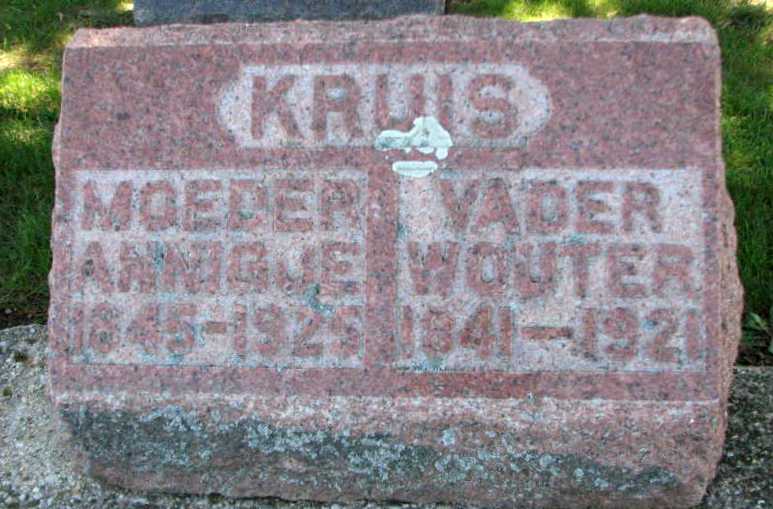 KRUIS
MOEDER
ANNIGJE
1845-1925
VADER
WOUTER
1841-1921